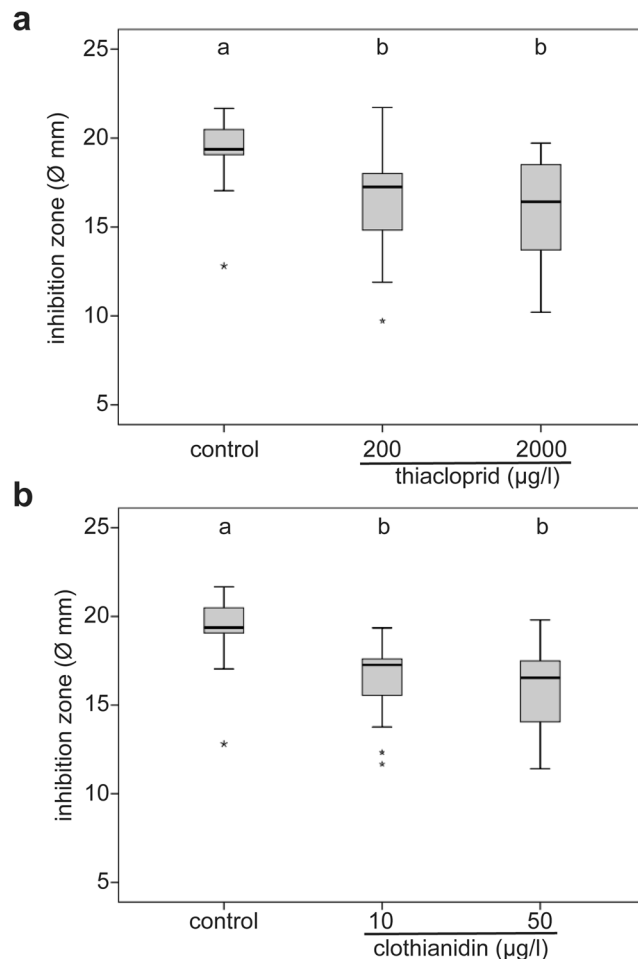 a
25
a b b
20
15
10
5
inhibition zone (Ø mm)
control 200 2000
thiacloprid (µg/l)
b
25
a b b
20
15
10
5
inhibition zone (Ø mm)
control 10 50
clothianidin (µg/l)